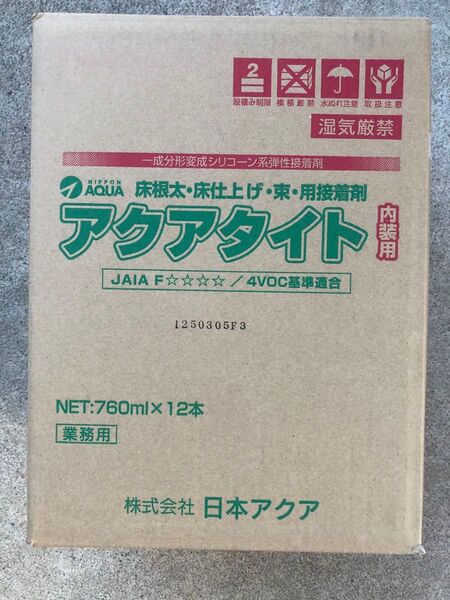 2
段積み制限 横積厳禁 水ぬれ注意 取扱注意
湿気厳禁
一成分形変成シリコーン系弾性接着剤
NIPPON
AQUA 床根太・床仕上げ・束・用接着剤
アクアタイト 内装用
JAIA F☆☆☆☆ / 4VOC基準適合
1250305F3
NET:760ml×12本
業務用
株式会社 日本アクア